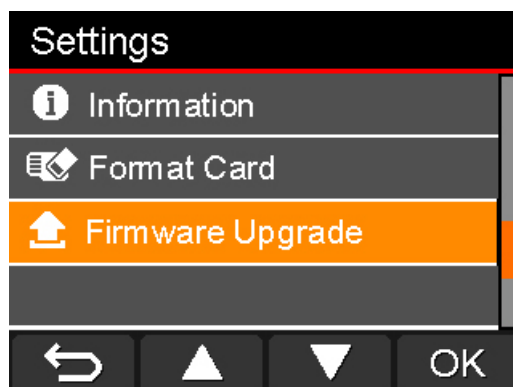 Settings
Information
Format Card
Firmware Upgrade
OK